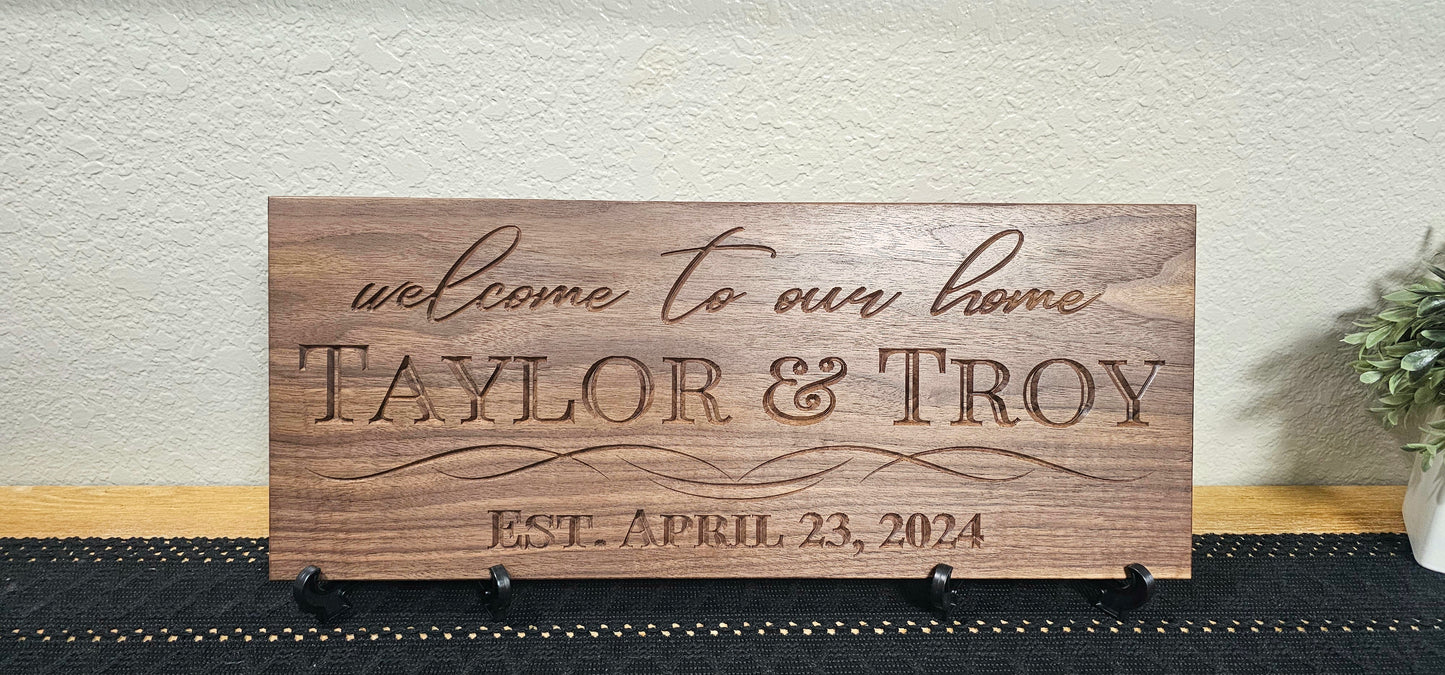 welcome to our home
TAYLOR & TROY
EST. APRIL 23, 2024